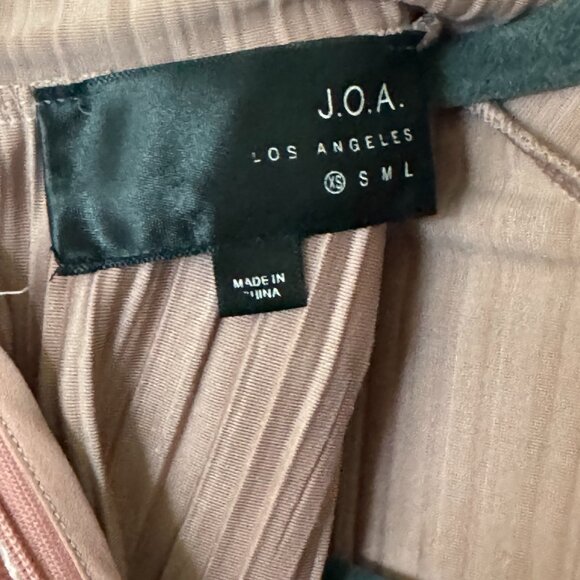 J.O.A.
LOS ANGELES
XS S M L
MADE IN
CHINA